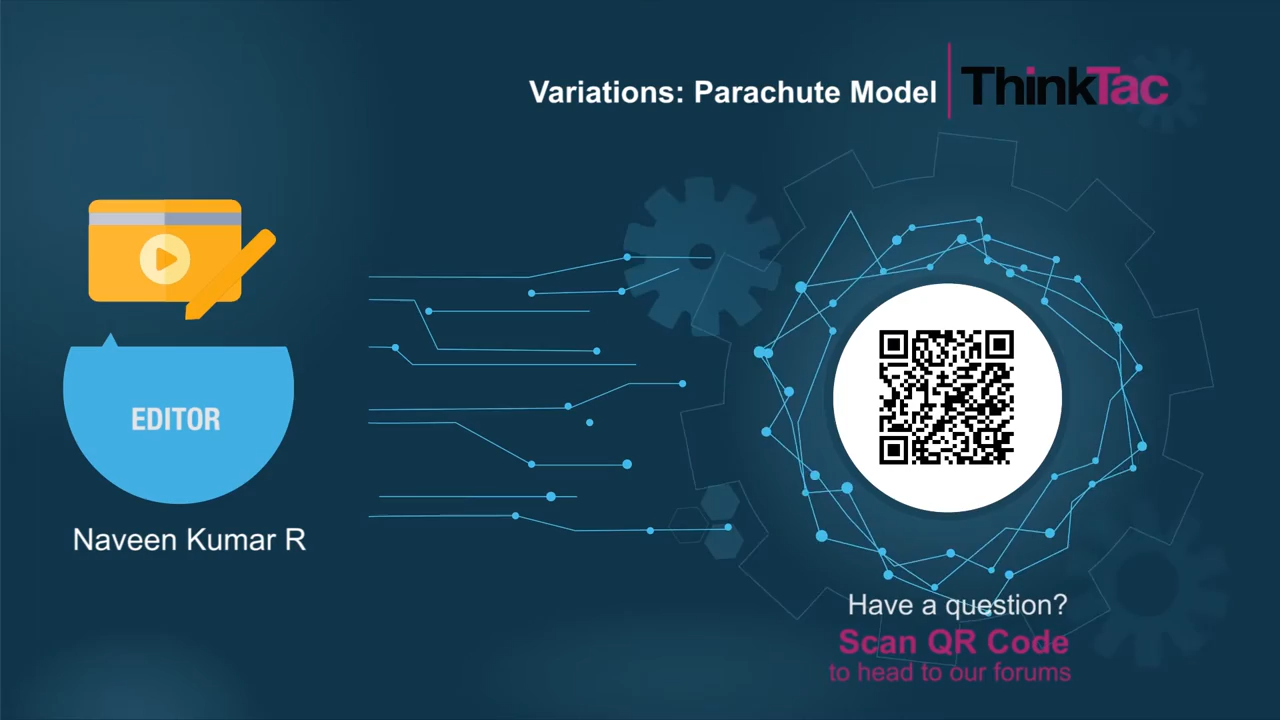 Variations: Parachute Model
ThinkTac
EDITOR
Naveen Kumar R
Have a question?
Scan QR Code
to head to our forums